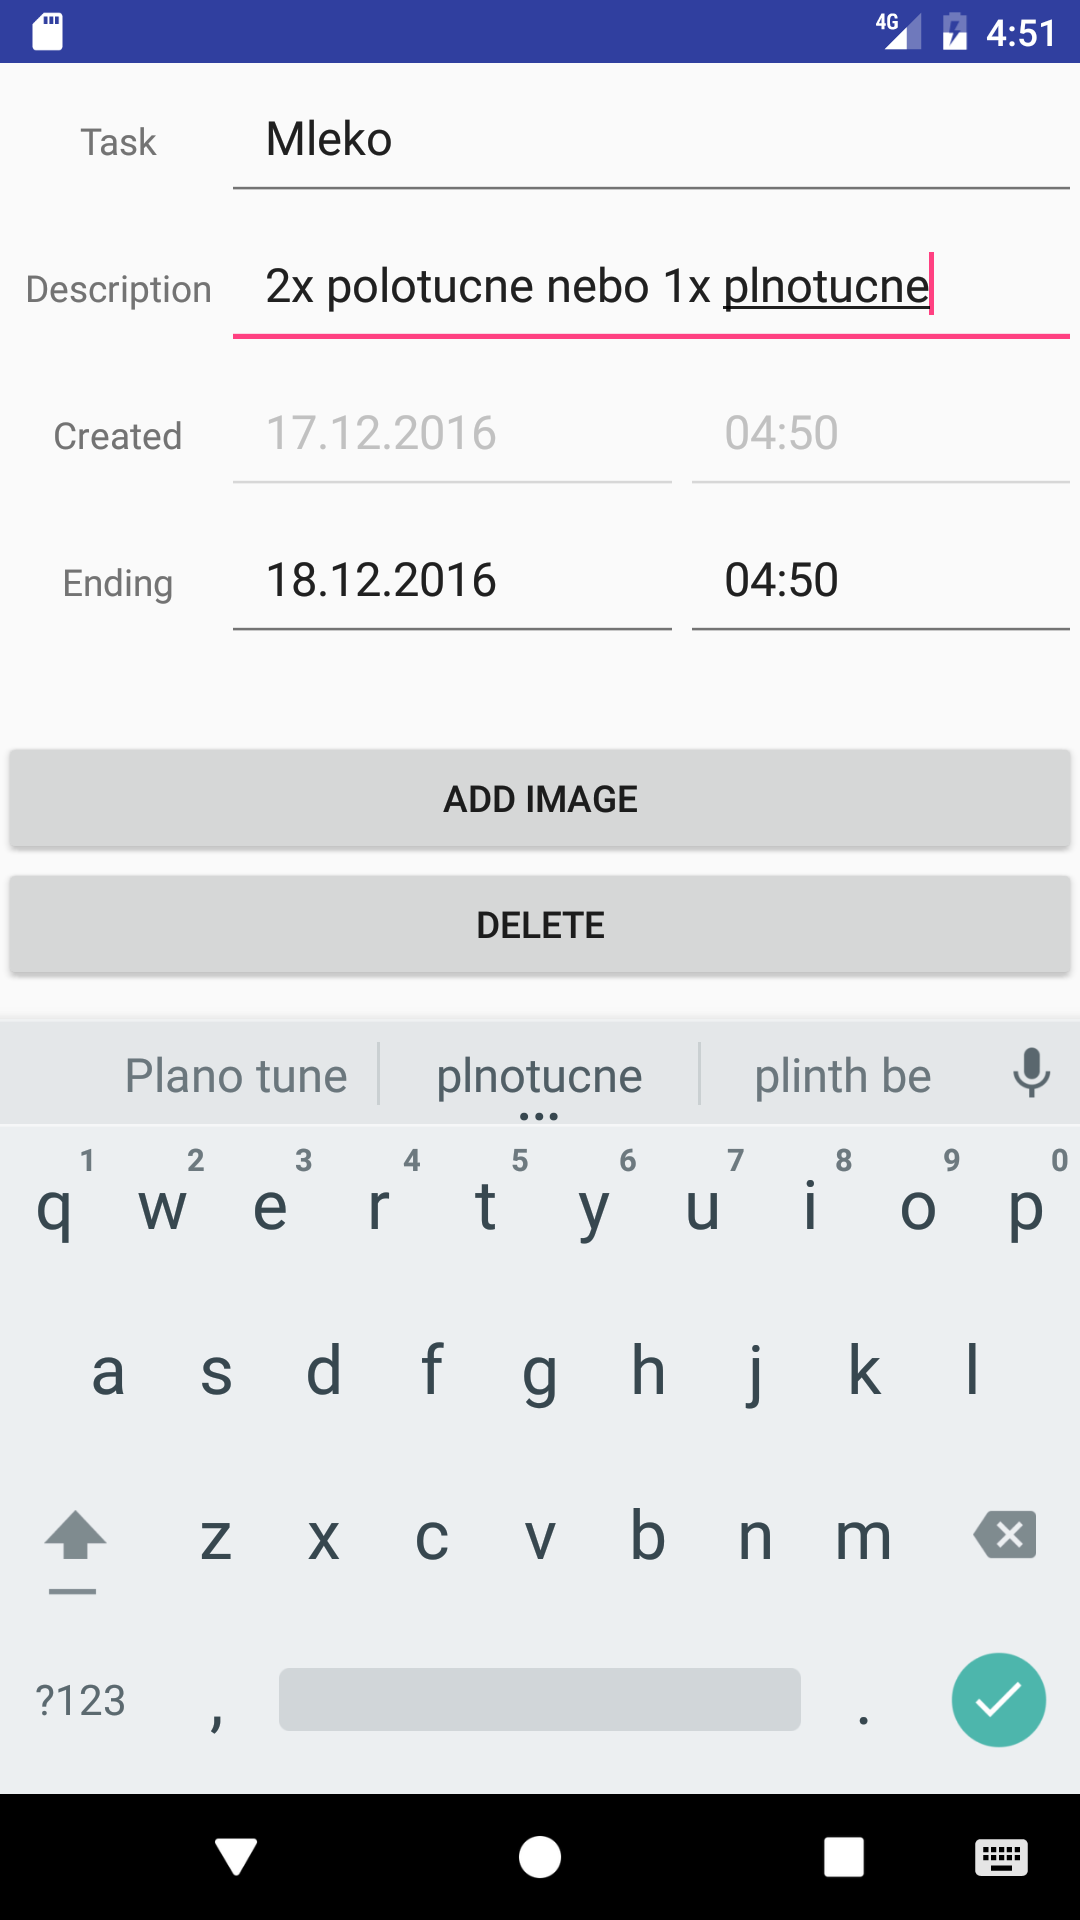 4G 4:51
Task Mleko
Description 2x polotucne nebo 1x plnotucne
Created 17.12.2016 04:50
Ending 18.12.2016 04:50
ADD IMAGE
DELETE
Plano tune plnotucne plinth be
1 2 3 4 5 6 7 8 9 0
q w e r t y u i o p
a s d f g h j k l
z x c v b n m
?123 , .